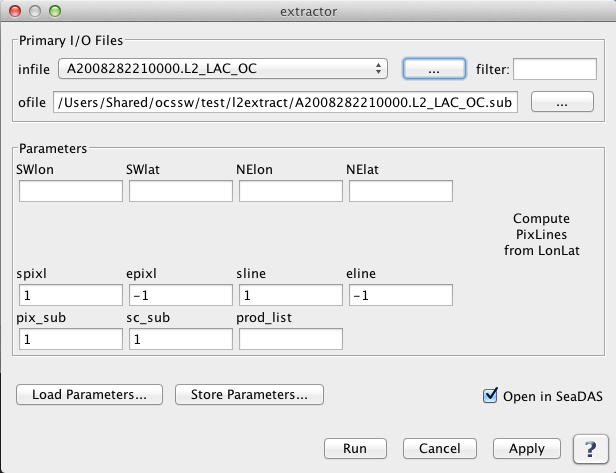 extractor
Primary I/O Files
infile A2008282210000.L2_LAC_OC ... filter:
ofile /Users/Shared/ocssw/test/l2extract/A2008282210000.L2_LAC_OC.sub ...
Parameters
SWlon SWlat NElon NElat
Compute
PixLines
from LonLat
spixl epixl sline eline
1 -1 1 -1
pix_sub sc_sub prod_list
1 1
Load Parameters... Store Parameters... Open in SeaDAS
Run Cancel Apply ?